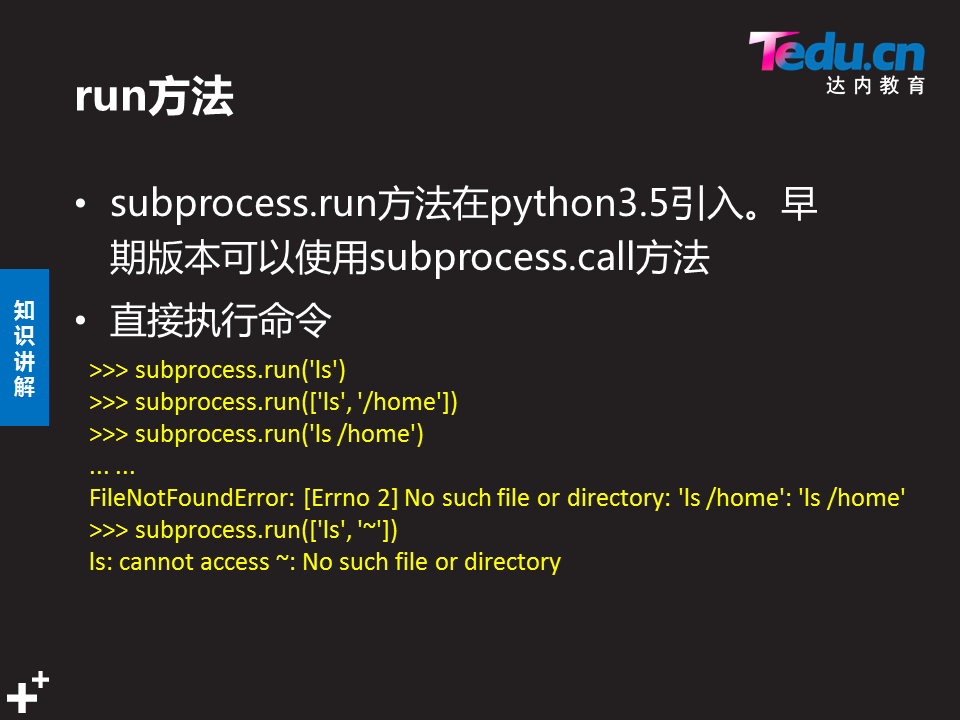 Tedu.cn
达内教育
run方法
• subprocess.run方法在python3.5引入。早
期版本可以使用subprocess.call方法
• 直接执行命令
知识讲解
>>> subprocess.run('ls')
>>> subprocess.run(['ls', '/home'])
>>> subprocess.run('ls /home')
... ...
FileNotFoundError: [Errno 2] No such file or directory: 'ls /home': 'ls /home'
>>> subprocess.run(['ls', '~'])
ls: cannot access ~: No such file or directory